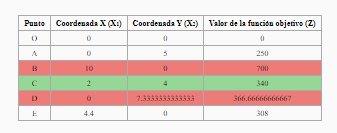 Punto Coordenada X (X1) Coordenada Y (X2) Valor de la función objetivo (Z)
O 0 0 0
A 0 5 250
B 10 0 700
C 2 4 340
D 0 7.3333333333333 366.66666666667
E 4.4 0 308